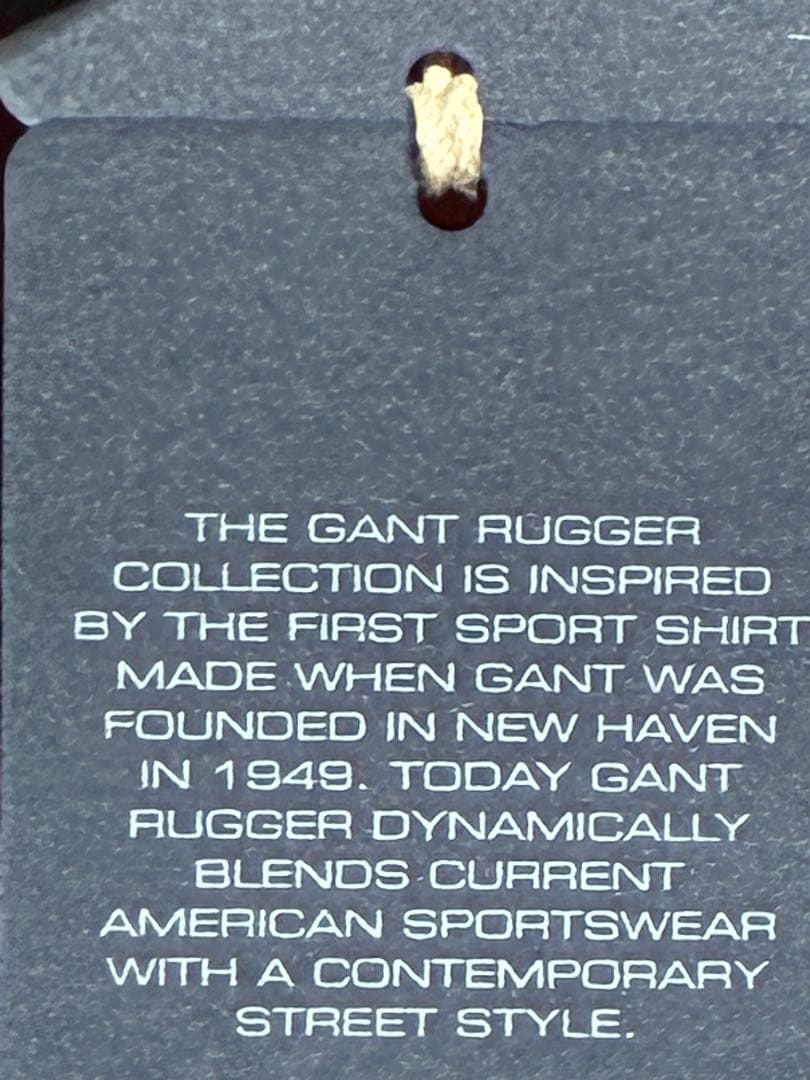 THE GANT RUGGER
COLLECTION IS INSPIRED
BY THE FIRST SPORT SHIRT
MADE WHEN GANT WAS
FOUNDED IN NEW HAVEN
IN 1949. TODAY GANT
RUGGER DYNAMICALLY
BLENDS CURRENT
AMERICAN SPORTSWEAR
WITH A CONTEMPORARY
STREET STYLE.